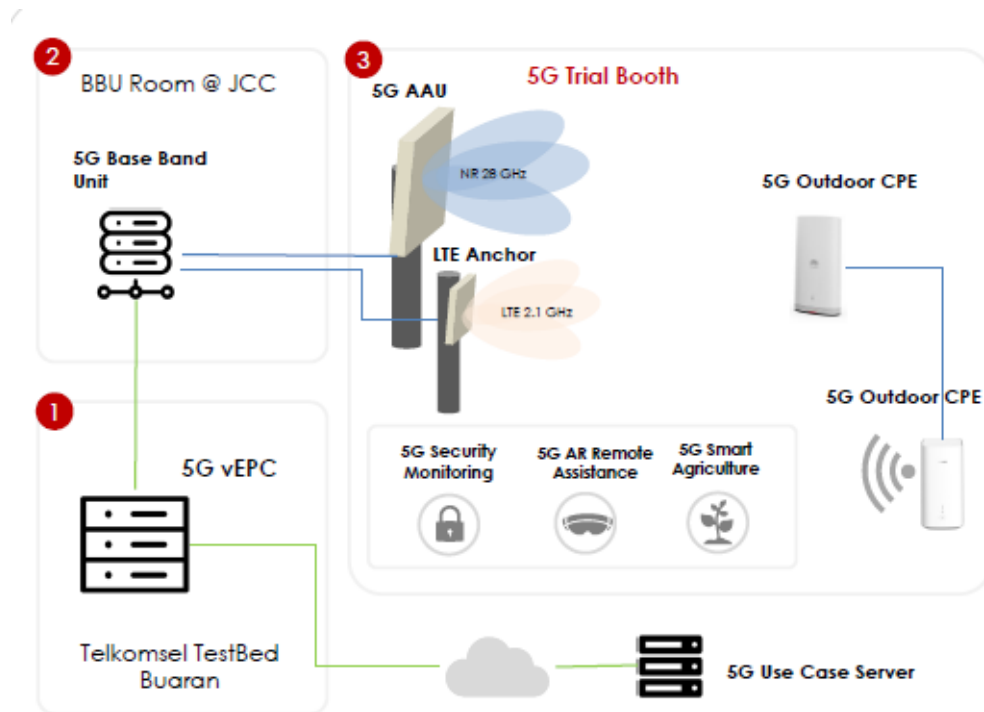 2
BBU Room @ JCC
5G Base Band
Unit
3
5G Trial Booth
5G AAU
NR 28 GHz
LTE Anchor
LTE 2.1 GHz
5G Outdoor CPE
5G Outdoor CPE
5G Security
Monitoring
5G AR Remote
Assistance
5G Smart
Agriculture
1
5G vEPC
Telkomsel TestBed
Buaran
5G Use Case Server